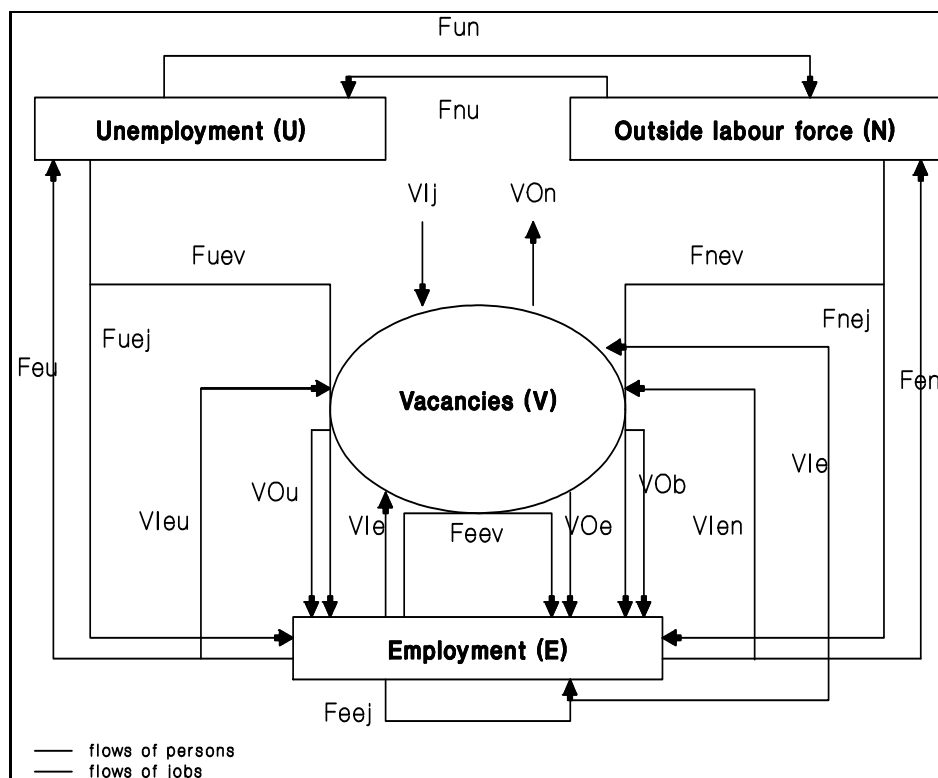 Fun
Fnu
Unemployment (U)
Outside labour force (N)
VIj
VOn
Fuev
Fnev
Fuej
Fnej
Feu
Fen
Vacancies (V)
VIe
VOu
VOb
VIeu
VIe
Feev
VOe
VIen
Employment (E)
Feej
flows of persons
flows of jobs